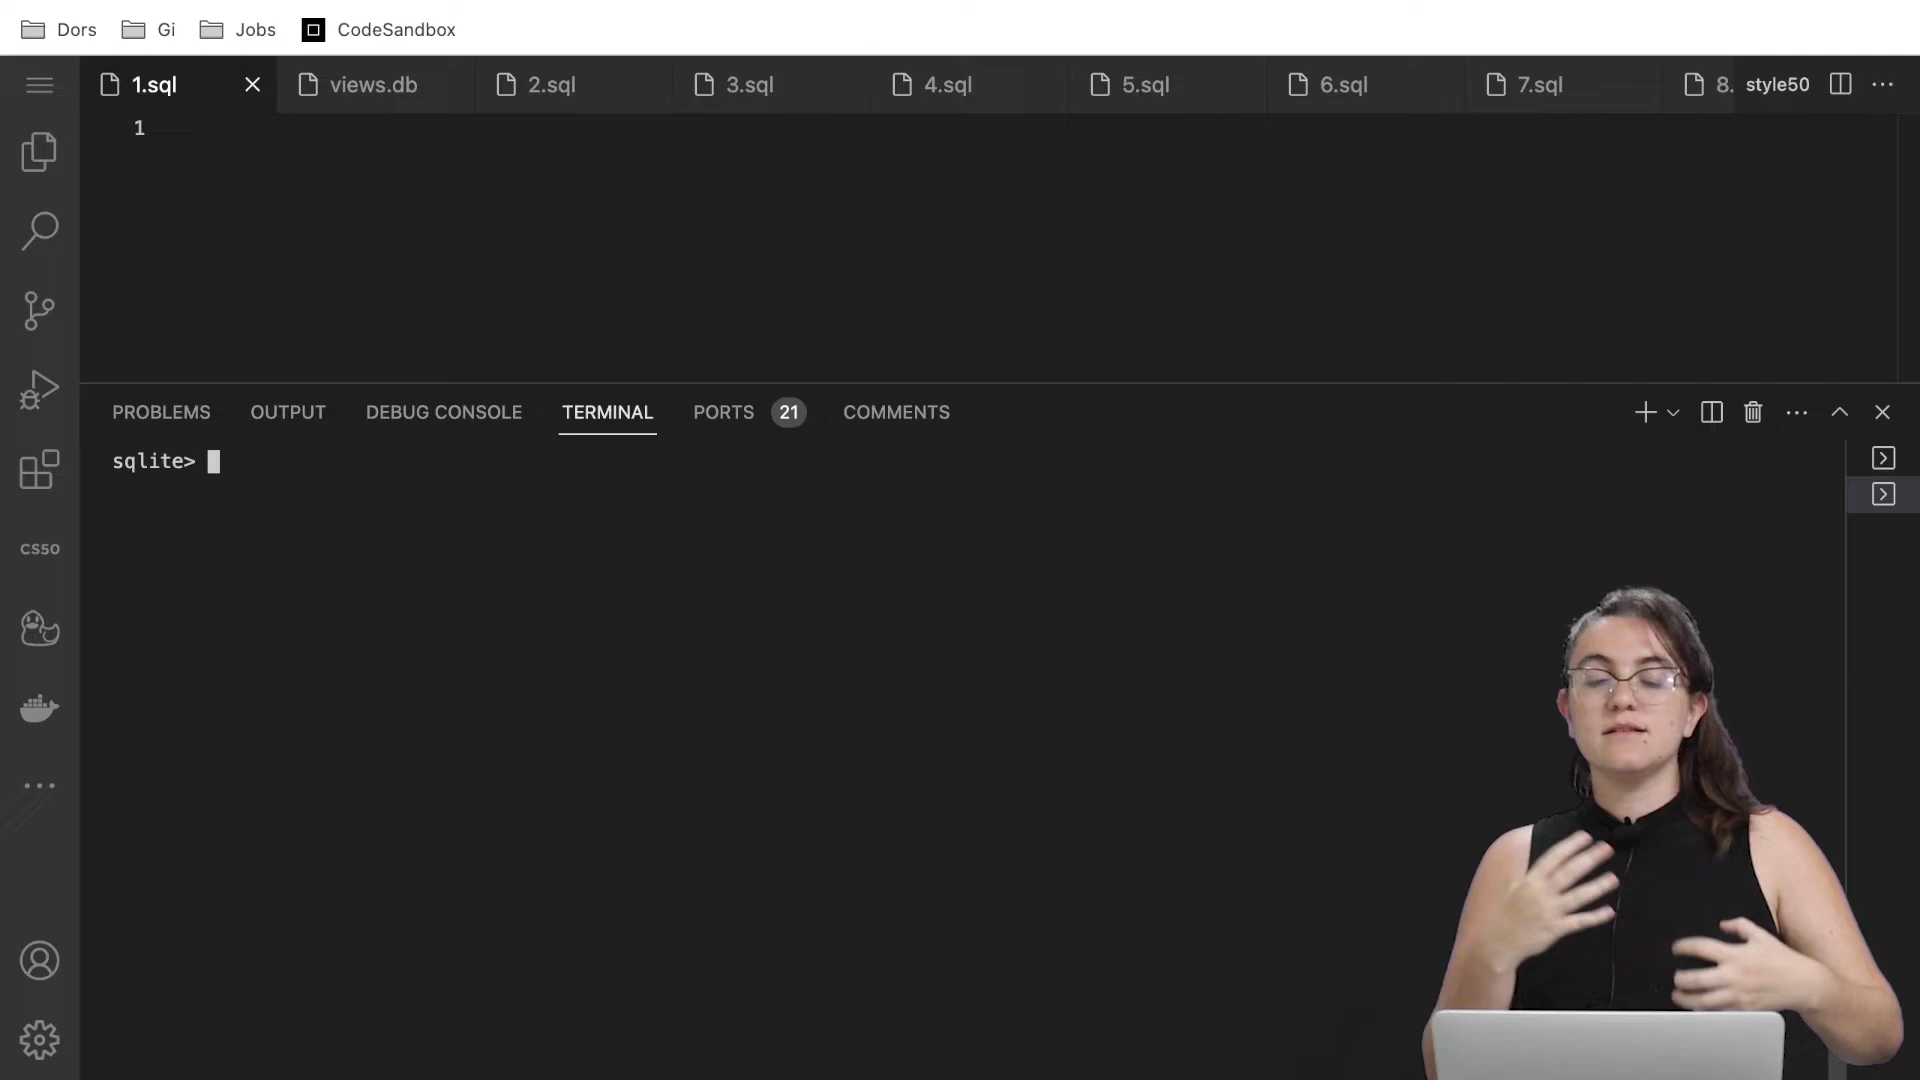 Dors Gi Jobs CodeSandbox
1.sql views.db 2.sql 3.sql 4.sql 5.sql 6.sql 7.sql 8. style50
1
PROBLEMS OUTPUT DEBUG CONSOLE TERMINAL PORTS 21 COMMENTS
sqlite>
CS50